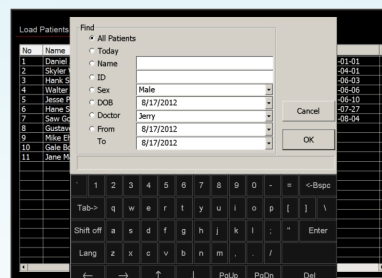 Load Patients
Find
All Patients
Today
Name
ID
Sex Male
DOB 8/17/2012
Doctor Jerry
From 8/17/2012
To 8/17/2012
Cancel
OK
No Name
1 Daniel -01-01
2 Skyler -04-01
3 Hank S -06-03
4 Walter -06-06
5 Jesse P -06-10
6 Hane S -07-27
7 Saw Go -08-04
8 Gustav
9 Mike E
10 Gale Bo
11 Jane M
` 1 2 3 4 5 6 7 8 9 0 - = <-Bspc
Tab-> q w e r t y u i o p [ ] \
Shift off a s d f g h j k l ; " Enter
Lang z x c v b n m , . /
← → ↑ ↓ PgUp PgDn Del